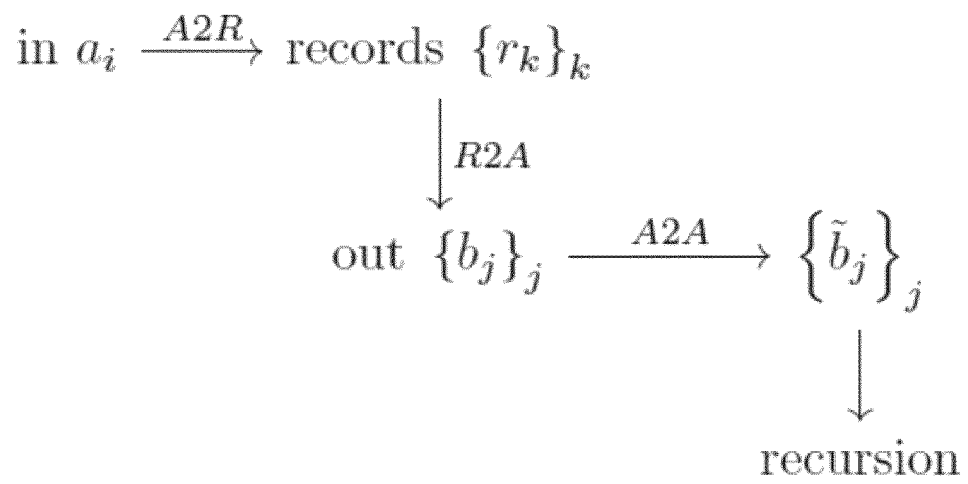 in a_i A2R records {r_k}_k
R2A
out {b_j}_j A2A {b̃_j}_j
recursion